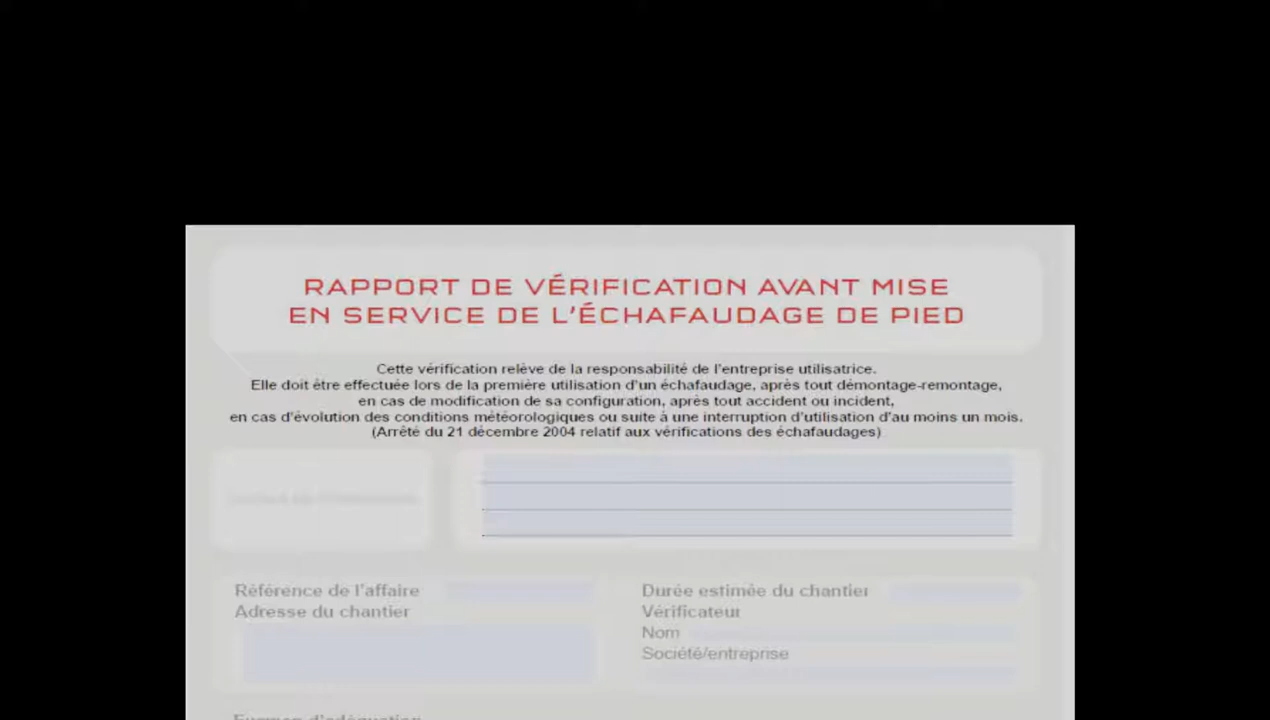 RAPPORT DE VÉRIFICATION AVANT MISE
EN SERVICE DE L'ÉCHAFAUDAGE DE PIED
Cette vérification relève de la responsabilité de l'entreprise utilisatrice.
Elle doit être effectuée lors de la première utilisation d'un échafaudage, après tout démontage-remontage,
en cas de modification de sa configuration, après tout accident ou incident,
en cas d'évolution des conditions météorologiques ou suite à une interruption d'utilisation d'au moins un mois.
(Arrêté du 21 décembre 2004 relatif aux vérifications des échafaudages)
Référence de l'affaire
Adresse du chantier
Durée estimée du chantier
Vérificateur
Nom
Société/entreprise